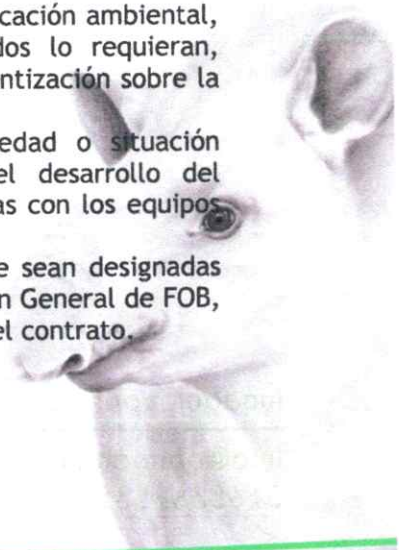 cación ambiental,
dos lo requieran,
ntización sobre la
edad o situación
el desarrollo del
as con los equipos
e sean designadas
n General de FOB,
el contrato.